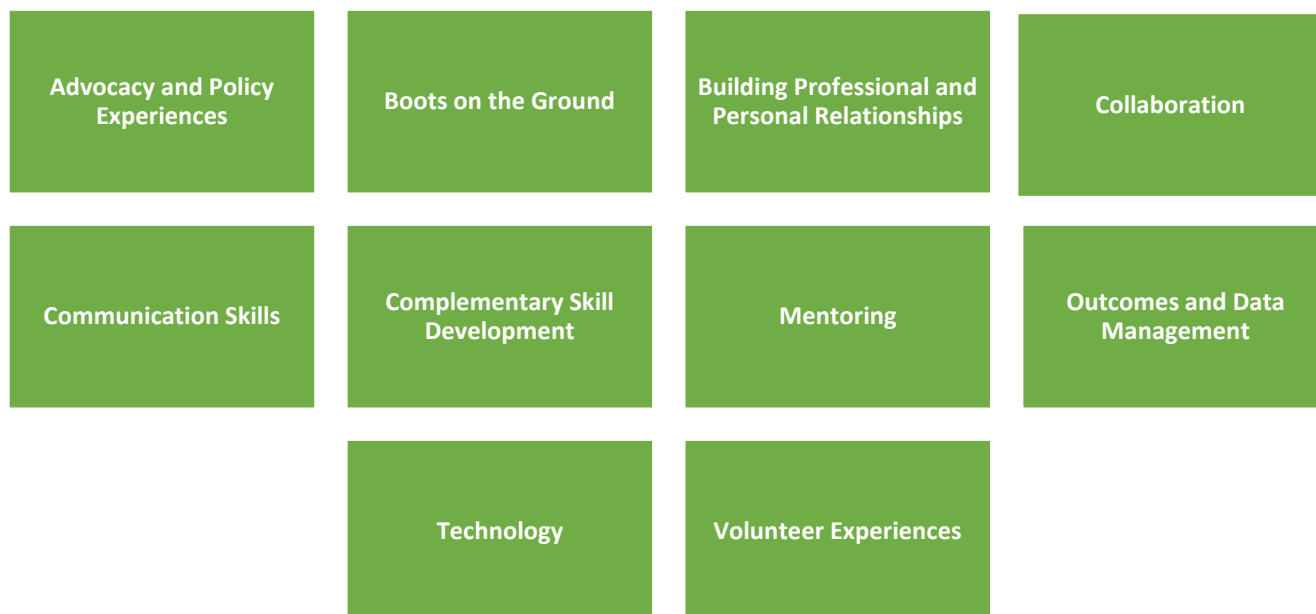 Advocacy and Policy
Experiences
Boots on the Ground
Building Professional and
Personal Relationships
Collaboration
Communication Skills
Complementary Skill
Development
Mentoring
Outcomes and Data
Management
Technology
Volunteer Experiences